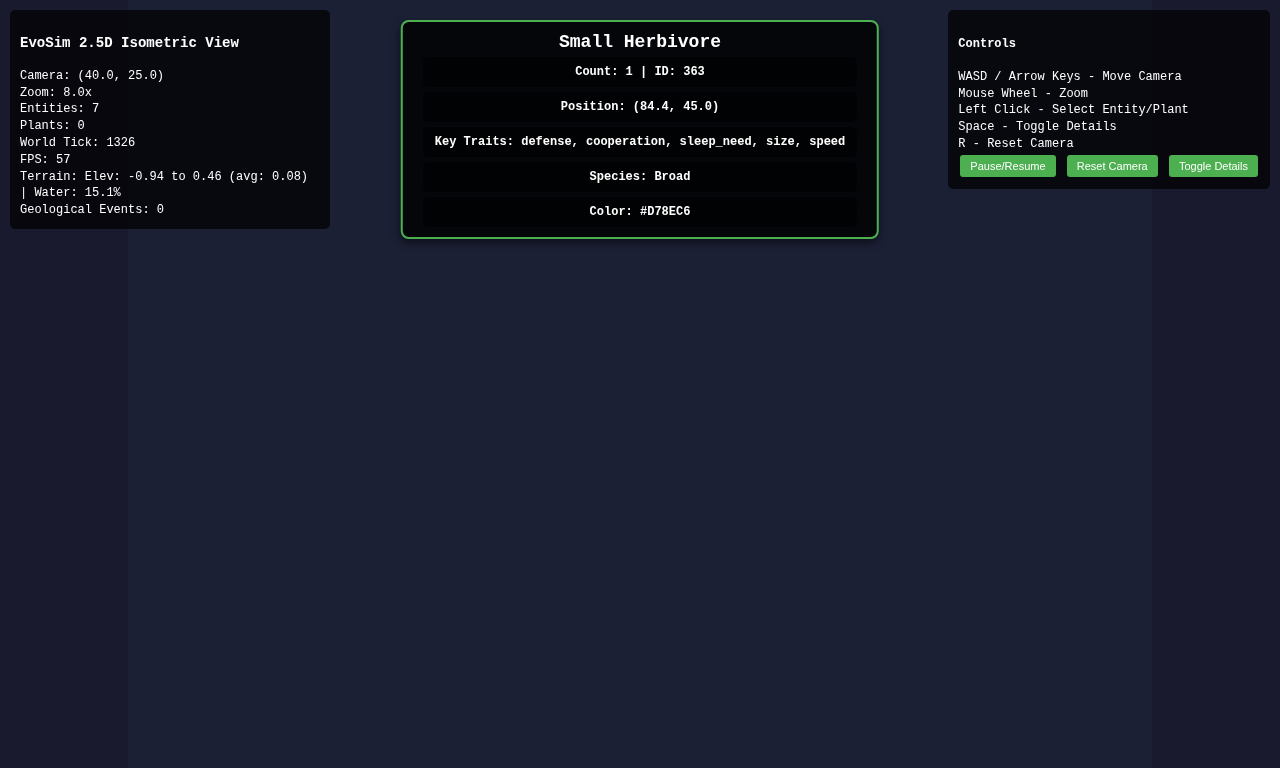 EvoSim 2.5D Isometric View
Camera: (40.0, 25.0)
Zoom: 8.0x
Entities: 7
Plants: 0
World Tick: 1326
FPS: 57
Terrain: Elev: -0.94 to 0.46 (avg: 0.08)
| Water: 15.1%
Geological Events: 0
Small Herbivore
Count: 1 | ID: 363
Position: (84.4, 45.0)
Key Traits: defense, cooperation, sleep_need, size, speed
Species: Broad
Color: #D78EC6
Controls
WASD / Arrow Keys - Move Camera
Mouse Wheel - Zoom
Left Click - Select Entity/Plant
Space - Toggle Details
R - Reset Camera
Pause/Resume Reset Camera Toggle Details